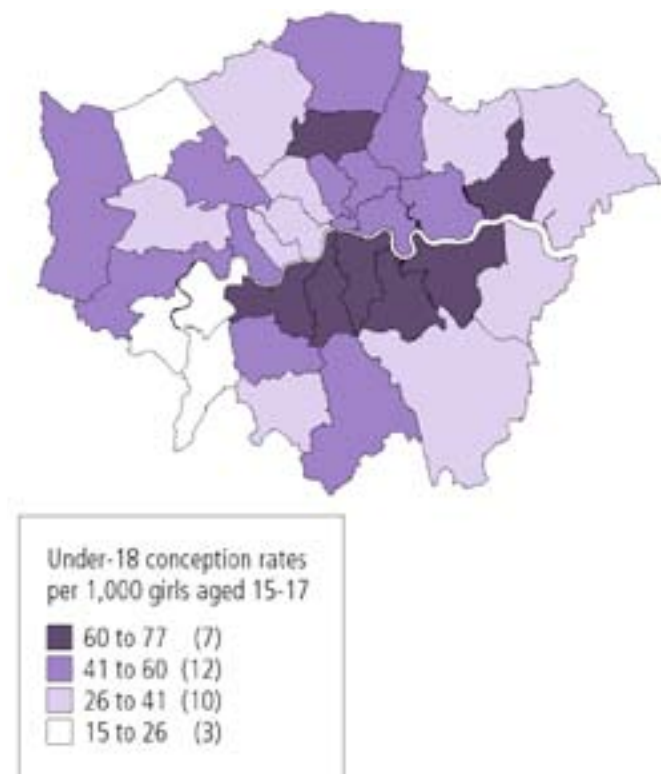 Under-18 conception rates
per 1,000 girls aged 15-17
60 to 77 (7)
41 to 60 (12)
26 to 41 (10)
15 to 26 (3)